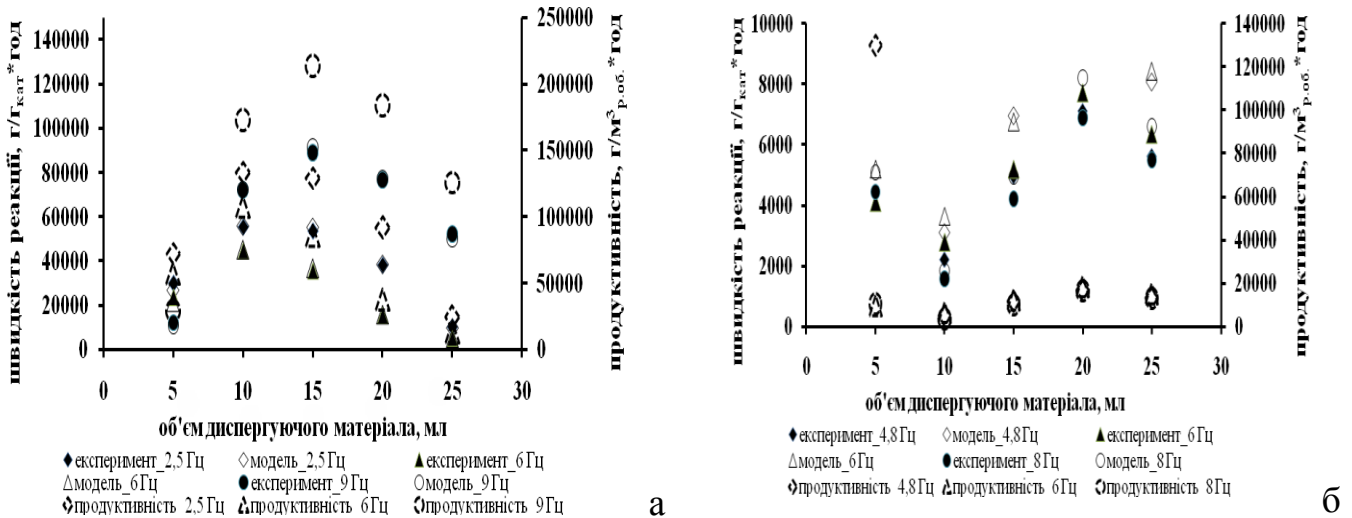 швидкість реакції, г/гкат*год
140000
120000
100000
80000
60000
40000
20000
0
250000
200000
150000
100000
50000
0
продуктивність, г/м³р.об.*год
0 5 10 15 20 25 30
об'єм диспергуючого матеріала, мл
експеримент_2,5 Гц модель_2,5 Гц експеримент_6 Гц
модель_6 Гц експеримент_9 Гц модель_9 Гц
продуктивність 2,5 Гц продуктивність 6 Гц продуктивність 9 Гц
а
швидкість реакції, г/гкат*год
10000
8000
6000
4000
2000
0
140000
120000
100000
80000
60000
40000
20000
0
продуктивність, г/м³р.об.*год
0 5 10 15 20 25 30
об'єм диспергуючого матеріала, мл
експеримент_4,8 Гц модель_4,8 Гц експеримент_6 Гц
модель_6 Гц експеримент_8 Гц модель_8 Гц
продуктивність 4,8 Гц продуктивність 6 Гц продуктивність 8 Гц
б